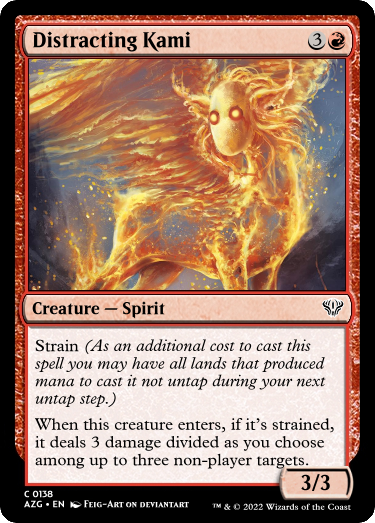 Distracting Kami 3
Creature — Spirit
Strain (As an additional cost to cast this
spell you may have all lands that produced
mana to cast it not untap during your next
untap step.)
When this creature enters, if it's strained,
it deals 3 damage divided as you choose
among up to three non-player targets.
3/3
C 0138
AZG • EN Feig-Art on deviantart
™ & © 2022 Wizards of the Coast